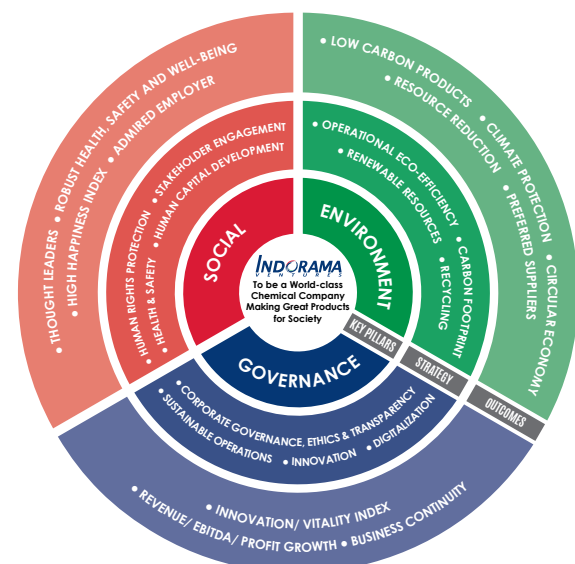 INDORAMA
VENTURES
To be a World-class
Chemical Company
Making Great Products
for Society
SOCIAL
ENVIRONMENT
GOVERNANCE
KEY PILLARS
STRATEGY
OUTCOMES
• STAKEHOLDER ENGAGEMENT
• HUMAN CAPITAL DEVELOPMENT
• HUMAN RIGHTS PROTECTION
• HEALTH & SAFETY
• OPERATIONAL ECO-EFFICIENCY
• RENEWABLE RESOURCES
• CARBON FOOTPRINT
• RECYCLING
• CORPORATE GOVERNANCE, ETHICS & TRANSPARENCY
• SUSTAINABLE OPERATIONS
• INNOVATION
• DIGITALIZATION
• ROBUST HEALTH, SAFETY AND WELL-BEING
• ADMIRED EMPLOYER
• THOUGHT LEADERS
• HIGH HAPPINESS INDEX
• LOW CARBON PRODUCTS
• RESOURCE REDUCTION
• CLIMATE PROTECTION
• PREFERRED SUPPLIERS
• CIRCULAR ECONOMY
• INNOVATION/ VITALITY INDEX
• REVENUE/ EBITDA/ PROFIT GROWTH
• BUSINESS CONTINUITY